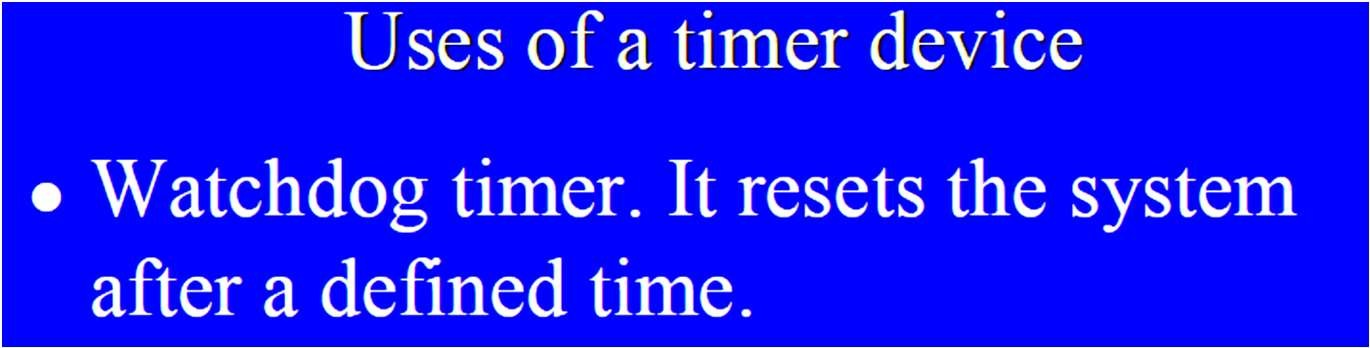 Uses of a timer device
• Watchdog timer. It resets the system
after a defined time.